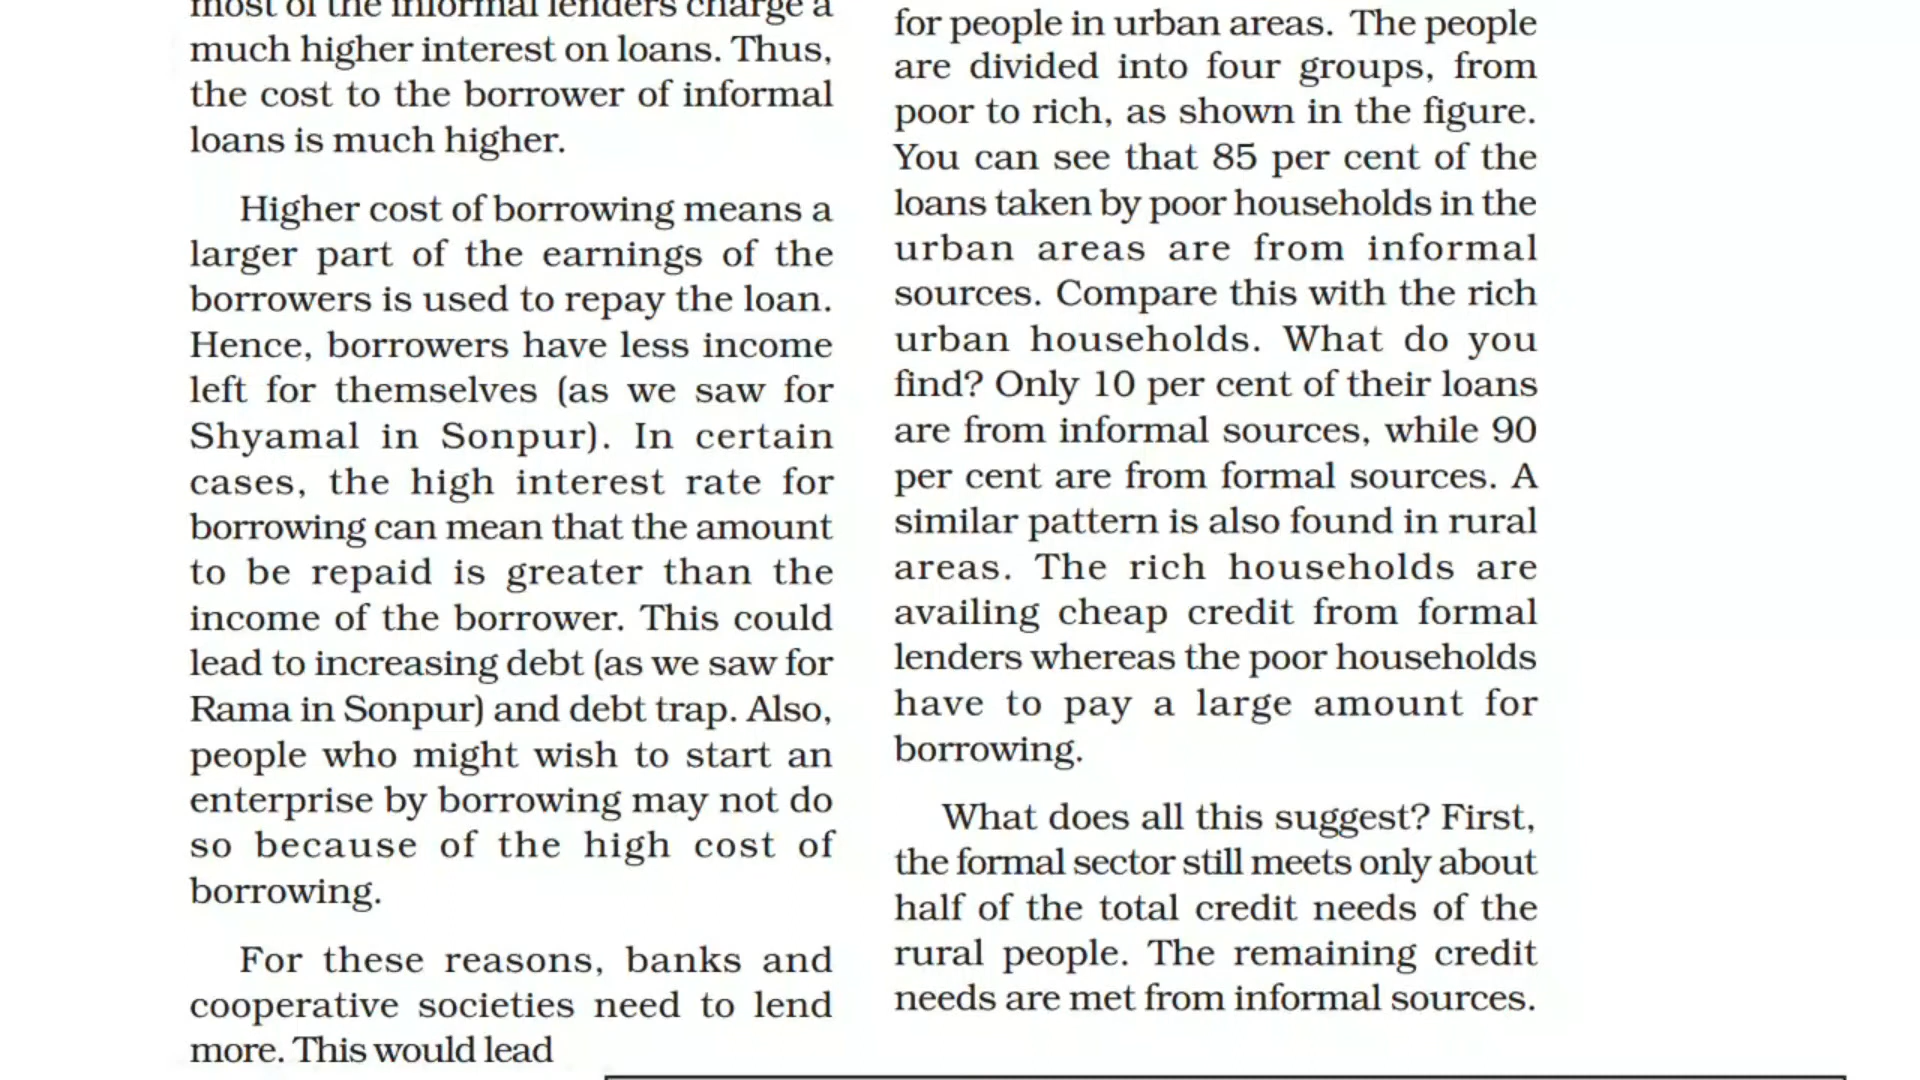 most of the informal lenders charge a
much higher interest on loans. Thus,
the cost to the borrower of informal
loans is much higher.
Higher cost of borrowing means a
larger part of the earnings of the
borrowers is used to repay the loan.
Hence, borrowers have less income
left for themselves (as we saw for
Shyamal in Sonpur). In certain
cases, the high interest rate for
borrowing can mean that the amount
to be repaid is greater than the
income of the borrower. This could
lead to increasing debt (as we saw for
Rama in Sonpur) and debt trap. Also,
people who might wish to start an
enterprise by borrowing may not do
so because of the high cost of
borrowing.
For these reasons, banks and
cooperative societies need to lend
more. This would lead
for people in urban areas. The people
are divided into four groups, from
poor to rich, as shown in the figure.
You can see that 85 per cent of the
loans taken by poor households in the
urban areas are from informal
sources. Compare this with the rich
urban households. What do you
find? Only 10 per cent of their loans
are from informal sources, while 90
per cent are from formal sources. A
similar pattern is also found in rural
areas. The rich households are
availing cheap credit from formal
lenders whereas the poor households
have to pay a large amount for
borrowing.
What does all this suggest? First,
the formal sector still meets only about
half of the total credit needs of the
rural people. The remaining credit
needs are met from informal sources.